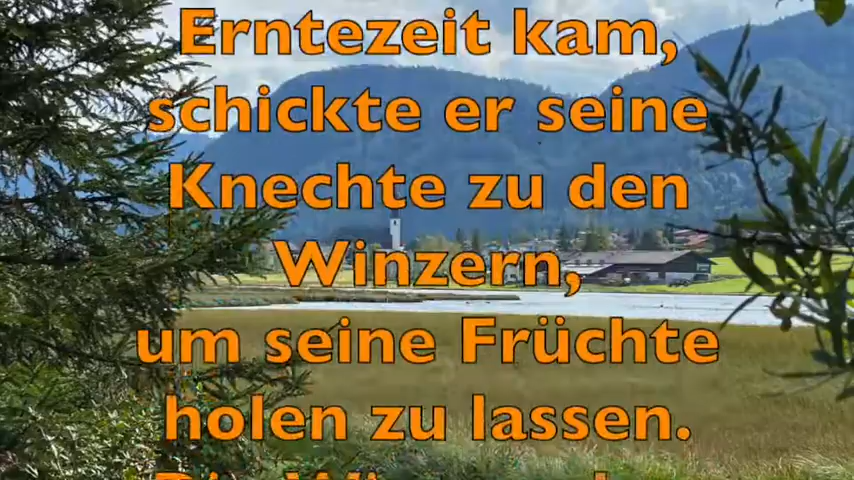 Erntezeit kam,
schickte er seine
Knechte zu den
Winzern,
um seine Früchte
holen zu lassen.